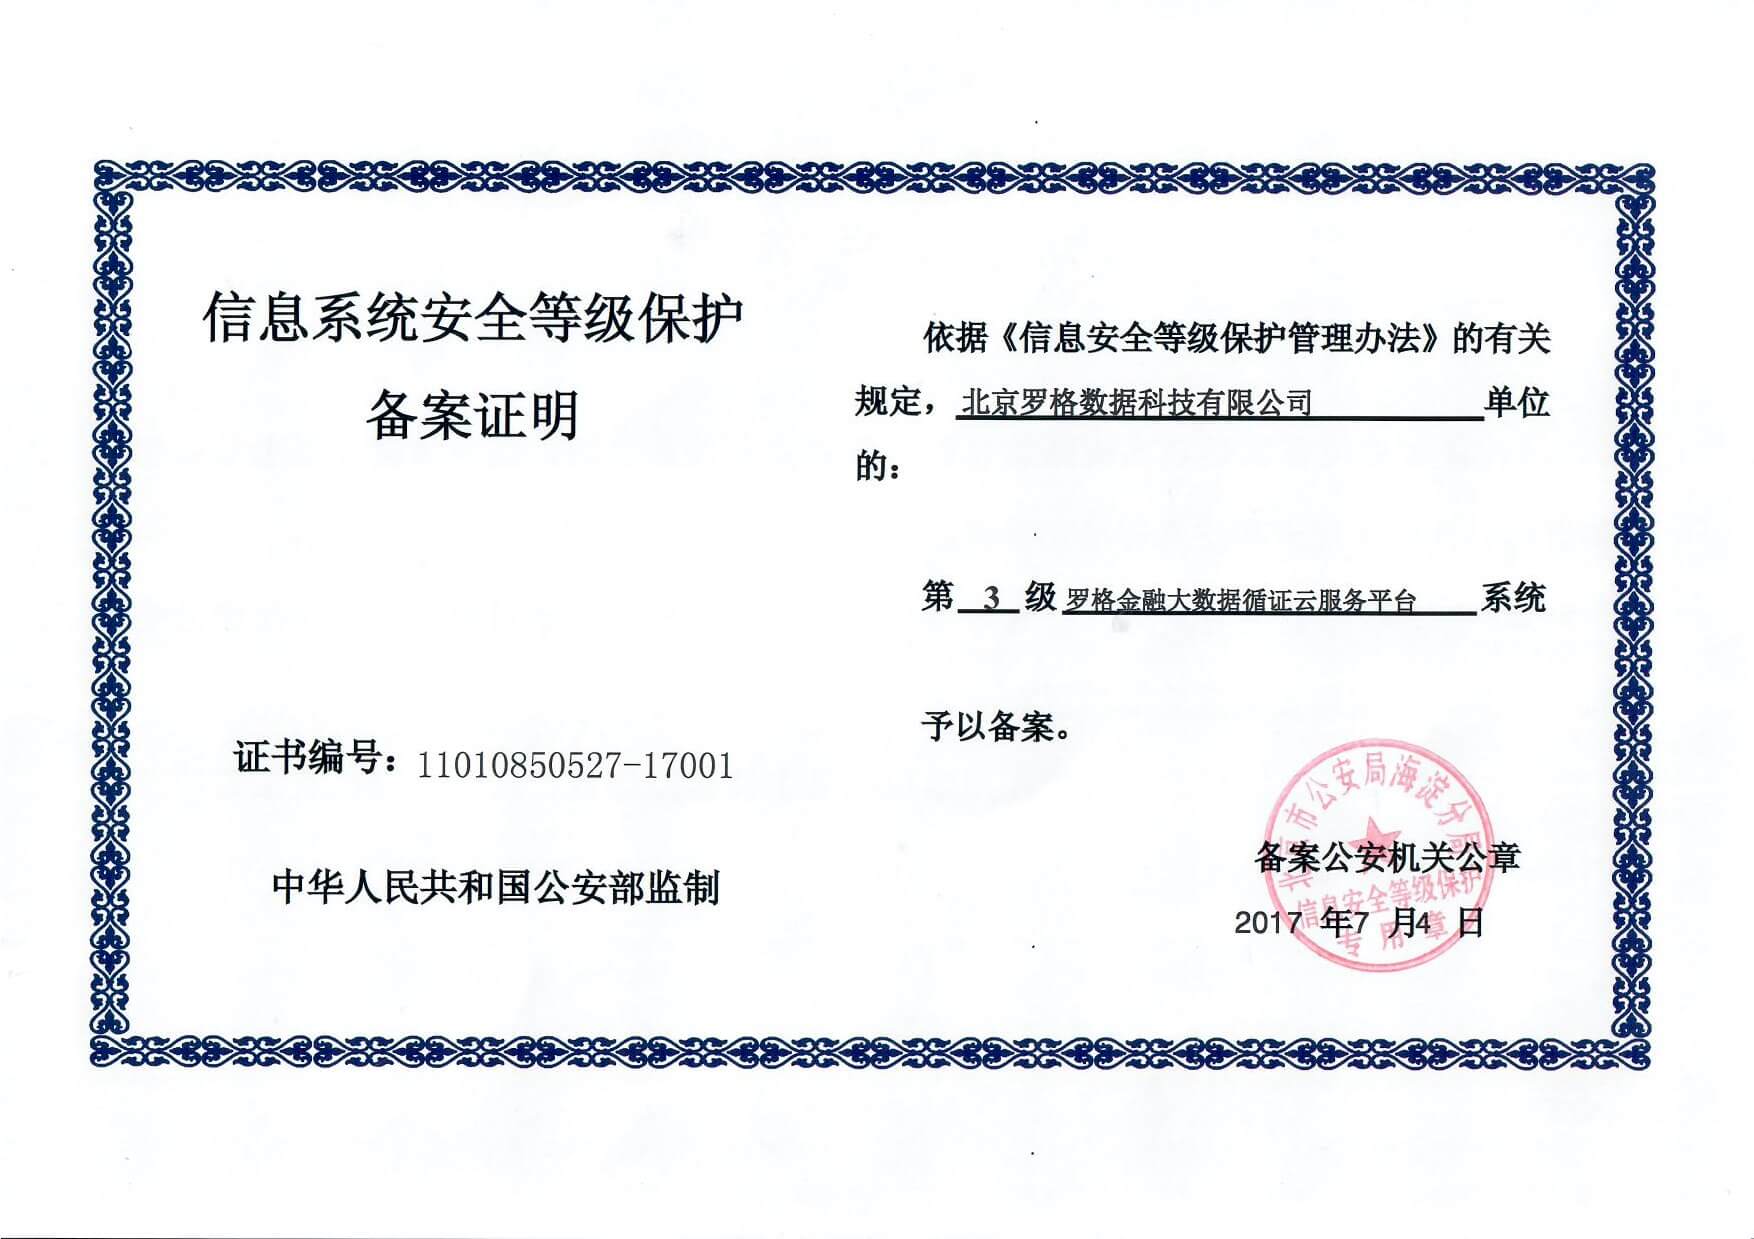 信息系统安全等级保护
备案证明
证书编号：11010850527-17001
中华人民共和国公安部监制
依据《信息安全等级保护管理办法》的有关
规定，北京罗格数据科技有限公司单位
的：
第 3 级 罗格金融大数据循证云服务平台 系统
予以备案。
北京市公安局海淀分局
备案公安机关公章
信息安全等级保护
2017 年7 月4 日
专用章